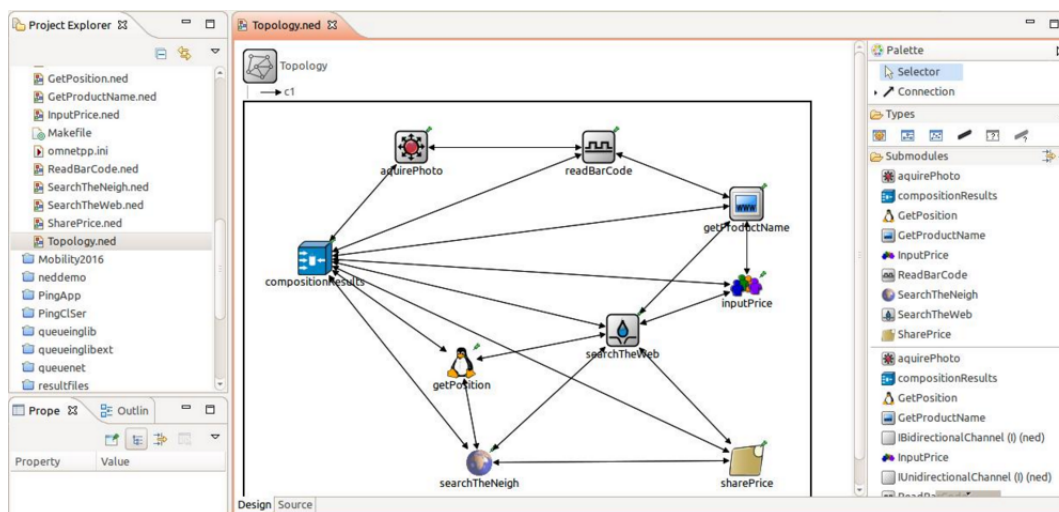 Project Explorer
GetPosition.ned
GetProductName.ned
InputPrice.ned
Makefile
omnetpp.ini
ReadBarCode.ned
SearchTheNeigh.ned
SearchTheWeb.ned
SharePrice.ned
Topology.ned
Mobility2016
neddemo
PingApp
PingClSer
queueinglib
queueinglibext
queuenet
resultfiles
Prope
Outlin
Property Value
Topology.ned
Topology
c1
aquirePhoto
readBarCode
getProductName
compositionResults
inputPrice
searchTheWeb
getPosition
searchTheNeigh
sharePrice
Design Source
Palette
Selector
Connection
Types
Submodules
aquirePhoto
compositionResults
GetPosition
GetProductName
InputPrice
ReadBarCode
SearchTheNeigh
SearchTheWeb
SharePrice
aquirePhoto
compositionResults
GetPosition
GetProductName
IBidirectionalChannel (I) (ned)
InputPrice
IUnidirectionalChannel (I) (ned)